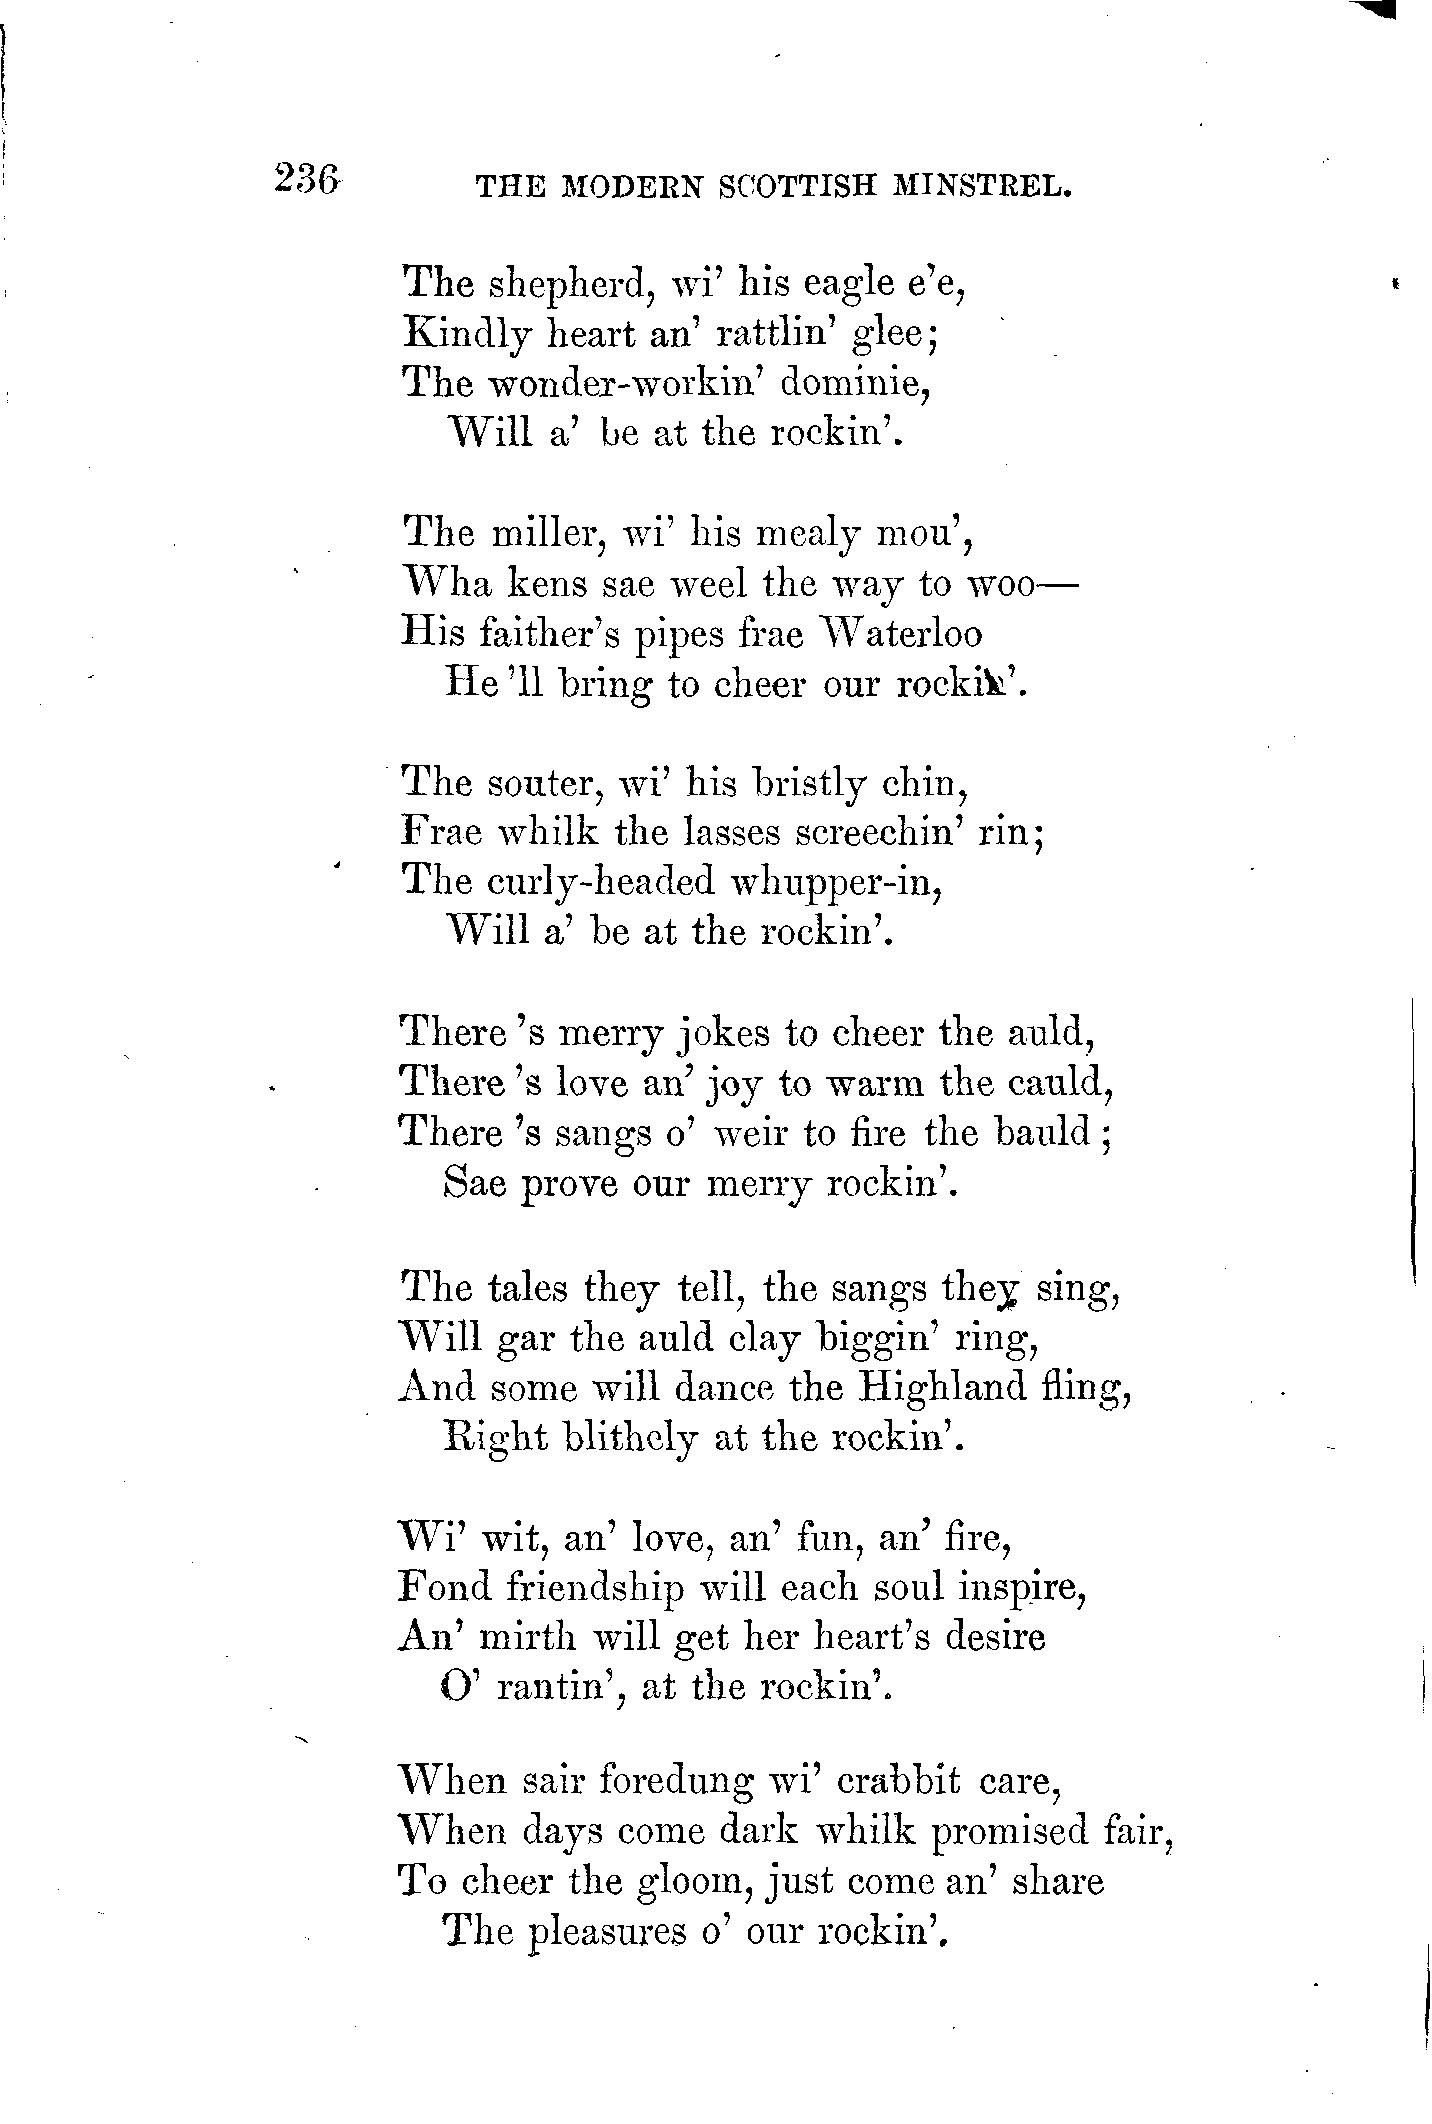 236 THE MODERN SCOTTISH MINSTREL.
The shepherd, wi' his eagle e'e,
Kindly heart an' rattlin' glee;
The wonder-workin' dominie,
Will a' be at the rockin'.
The miller, wi' his mealy mou',
Wha kens sae weel the way to woo—
His faither's pipes frae Waterloo
He 'll bring to cheer our rockin'.
The souter, wi' his bristly chin,
Frae whilk the lasses screechin' rin;
The curly-headed whupper-in,
Will a' be at the rockin'.
There 's merry jokes to cheer the auld,
There 's love an' joy to warm the cauld,
There 's sangs o' weir to fire the bauld;
Sae prove our merry rockin'.
The tales they tell, the sangs they sing,
Will gar the auld clay biggin' ring,
And some will dance the Highland fling,
Right blithely at the rockin'.
Wi' wit, an' love, an' fun, an' fire,
Fond friendship will each soul inspire,
An' mirth will get her heart's desire
O' rantin', at the rockin'.
When sair foredung wi' crabbit care,
When days come dark whilk promised fair,
To cheer the gloom, just come an' share
The pleasures o' our rockin'.